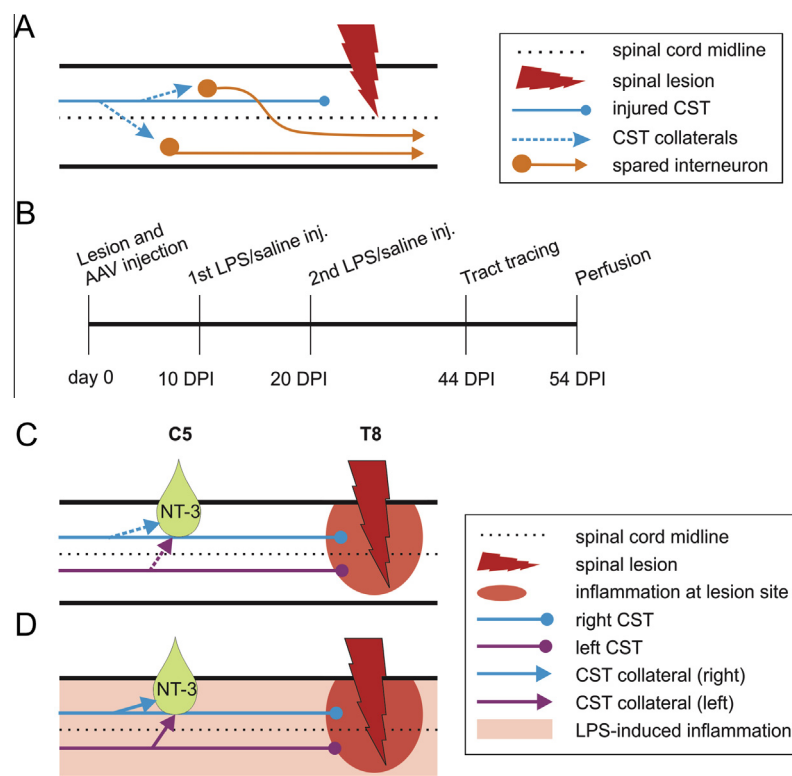 A
spinal cord midline
spinal lesion
injured CST
CST collaterals
spared interneuron
B
Lesion and
AAV injection
1st LPS/saline inj.
2nd LPS/saline inj.
Tract tracing
Perfusion
day 0
10 DPI
20 DPI
44 DPI
54 DPI
C
C5
T8
NT-3
D
NT-3
spinal cord midline
spinal lesion
inflammation at lesion site
right CST
left CST
CST collateral (right)
CST collateral (left)
LPS-induced inflammation